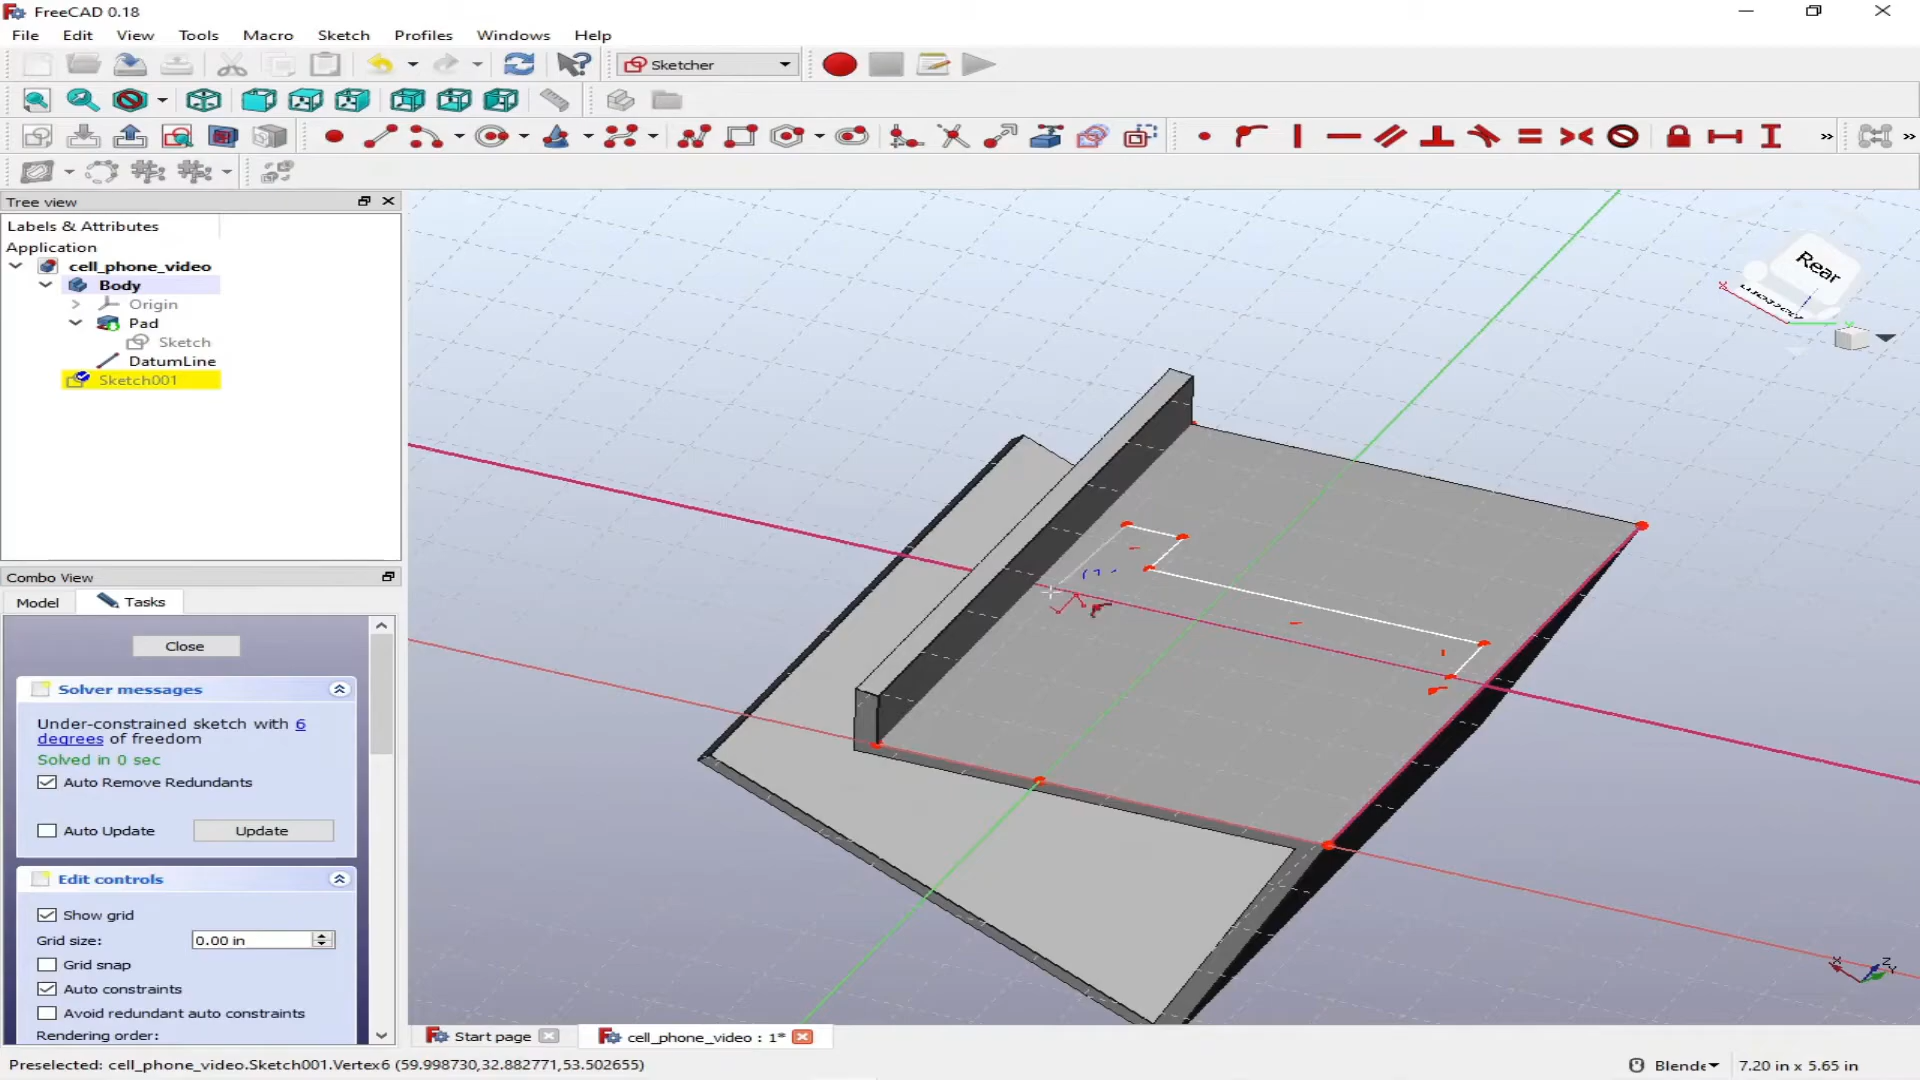 FreeCAD 0.18
File Edit View Tools Macro Sketch Profiles Windows Help
Sketcher
Tree view
Labels & Attributes
Application
cell_phone_video
Body
Origin
Pad
Sketch
DatumLine
Sketch001
Combo View
Model Tasks
Close
Solver messages
Under-constrained sketch with 6
degrees of freedom
Solved in 0 sec
Auto Remove Redundants
Auto Update Update
Edit controls
Show grid
Grid size: 0.00 in
Grid snap
Auto constraints
Avoid redundant auto constraints
Rendering order:
Rear
X
Z
Y
Start page cell_phone_video : 1*
Preselected: cell_phone_video.Sketch001.Vertex6 (59.998730,32.882771,53.502655)
7.20 in x 5.65 in